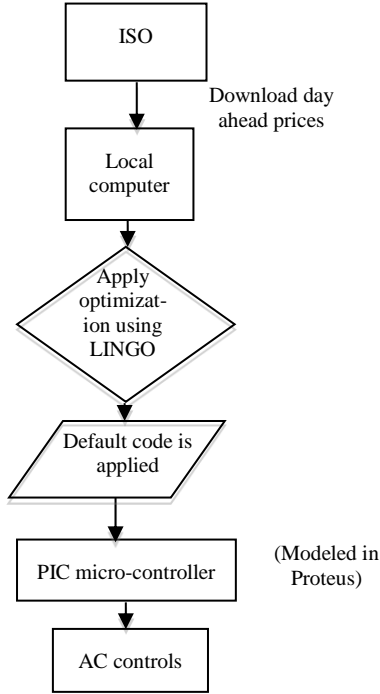 ISO
Download day
ahead prices
Local
computer
Apply
optimizat-
ion using
LINGO
Default code is
applied
PIC micro-controller
(Modeled in
Proteus)
AC controls